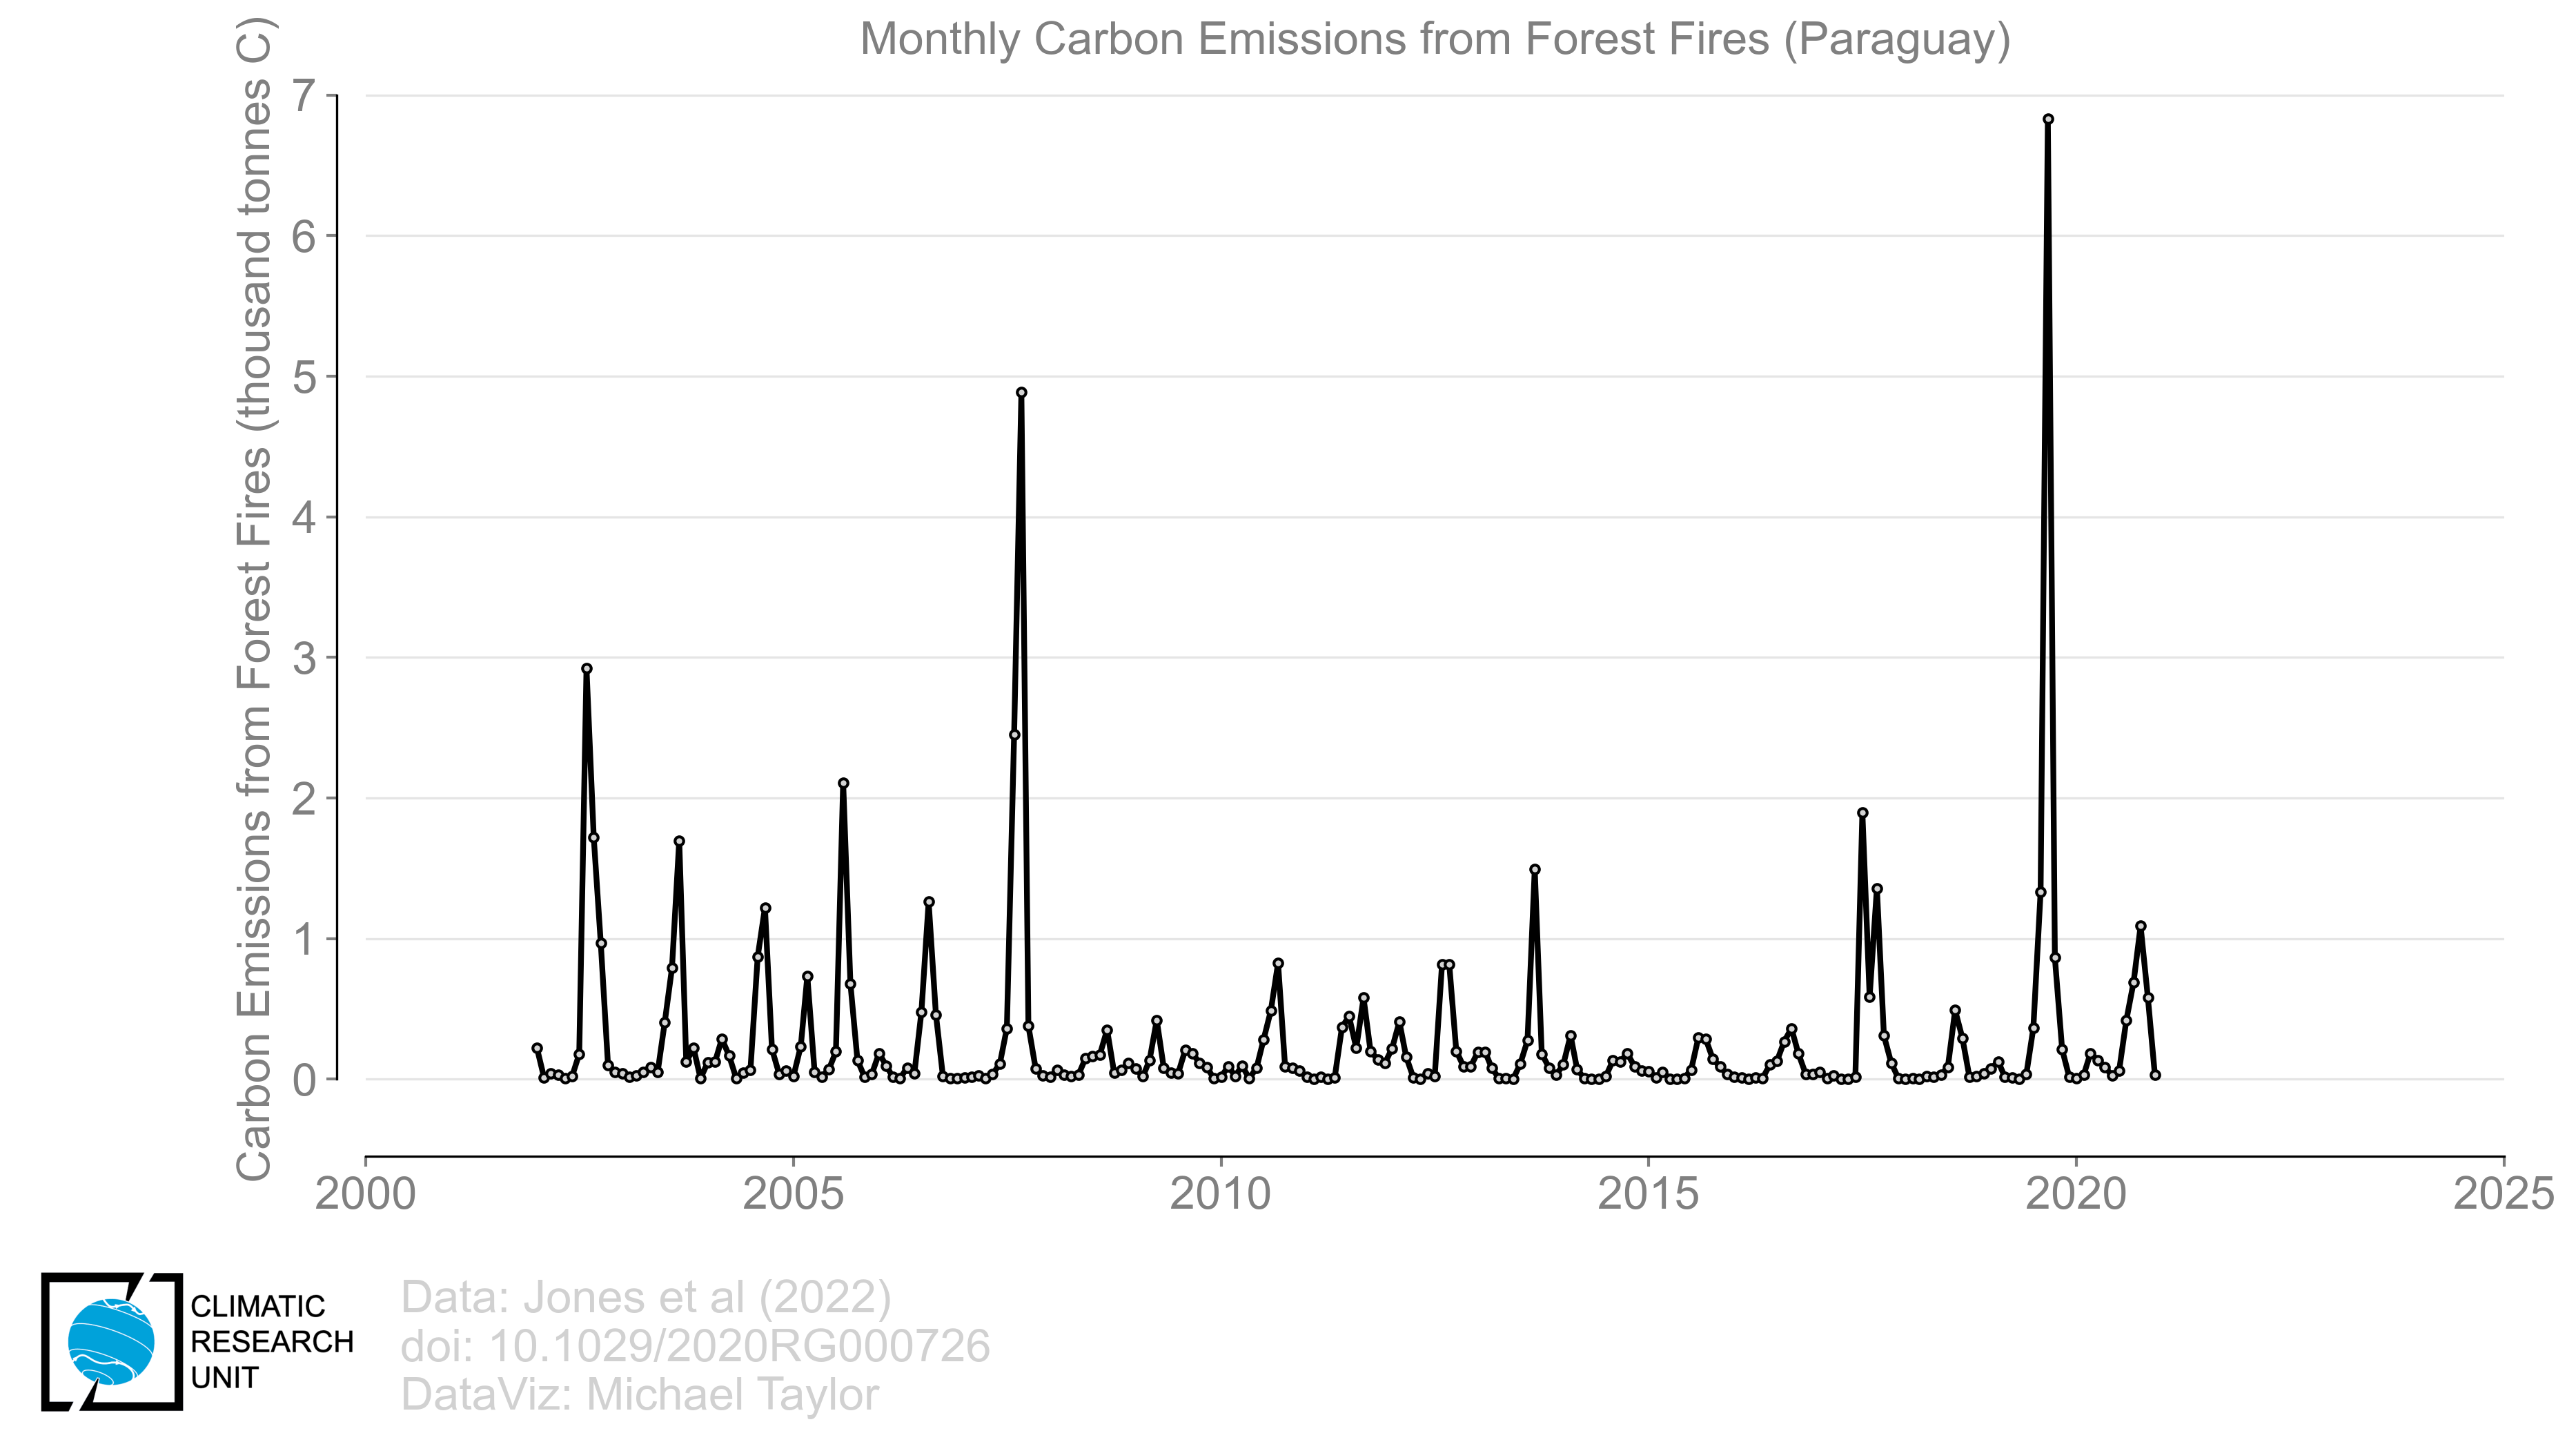 Monthly Carbon Emissions from Forest Fires (Paraguay)
Carbon Emissions from Forest Fires (thousand tonnes C)
7
6
5
4
3
2
1
0
2000
2005
2010
2015
2020
2025
CLIMATIC
RESEARCH
UNIT
Data: Jones et al (2022)
doi: 10.1029/2020RG000726
DataViz: Michael Taylor